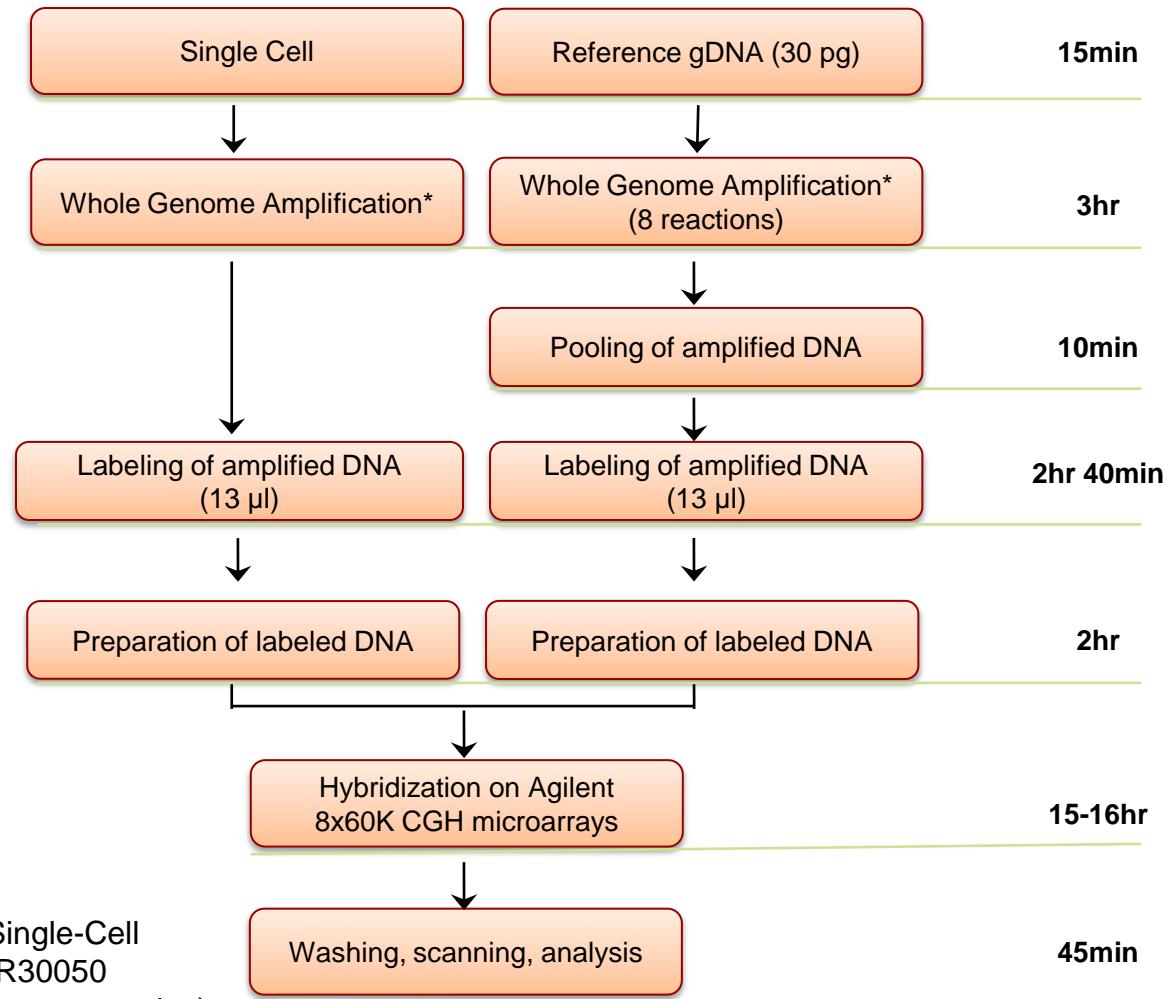 Single Cell
Reference gDNA (30 pg)
15min
Whole Genome Amplification*
Whole Genome Amplification*
(8 reactions)
3hr
Pooling of amplified DNA
10min
Labeling of amplified DNA
(13 µl)
Labeling of amplified DNA
(13 µl)
2hr 40min
Preparation of labeled DNA
Preparation of labeled DNA
2hr
Hybridization on Agilent
8x60K CGH microarrays
15-16hr
Single-Cell
R30050
Washing, scanning, analysis
45min